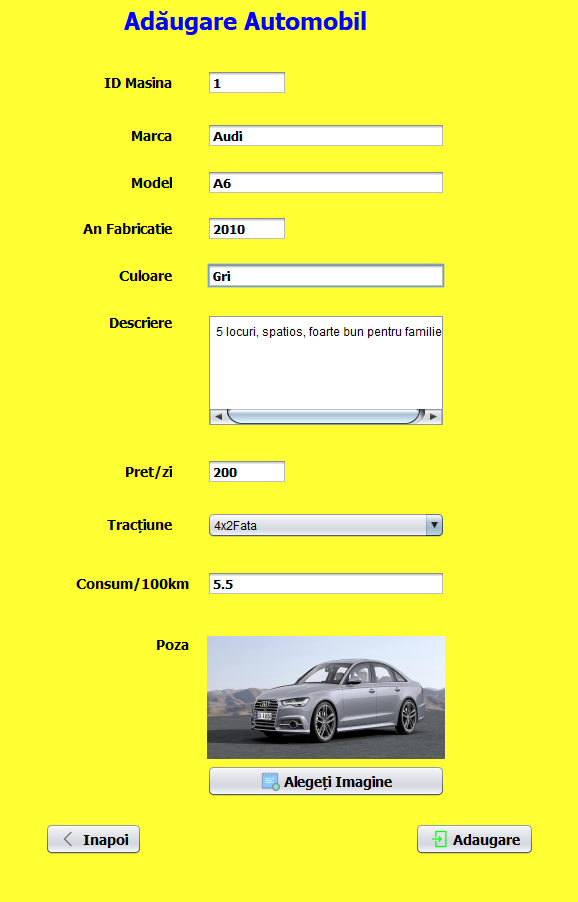 Adăugare Automobil
ID Masina 1
Marca Audi
Model A6
An Fabricatie 2010
Culoare Gri
Descriere 5 locuri, spatios, foarte bun pentru familie
Pret/zi 200
Tracțiune 4x2Fata
Consum/100km 5.5
Poza
Alegeți Imagine
Inapoi Adaugare